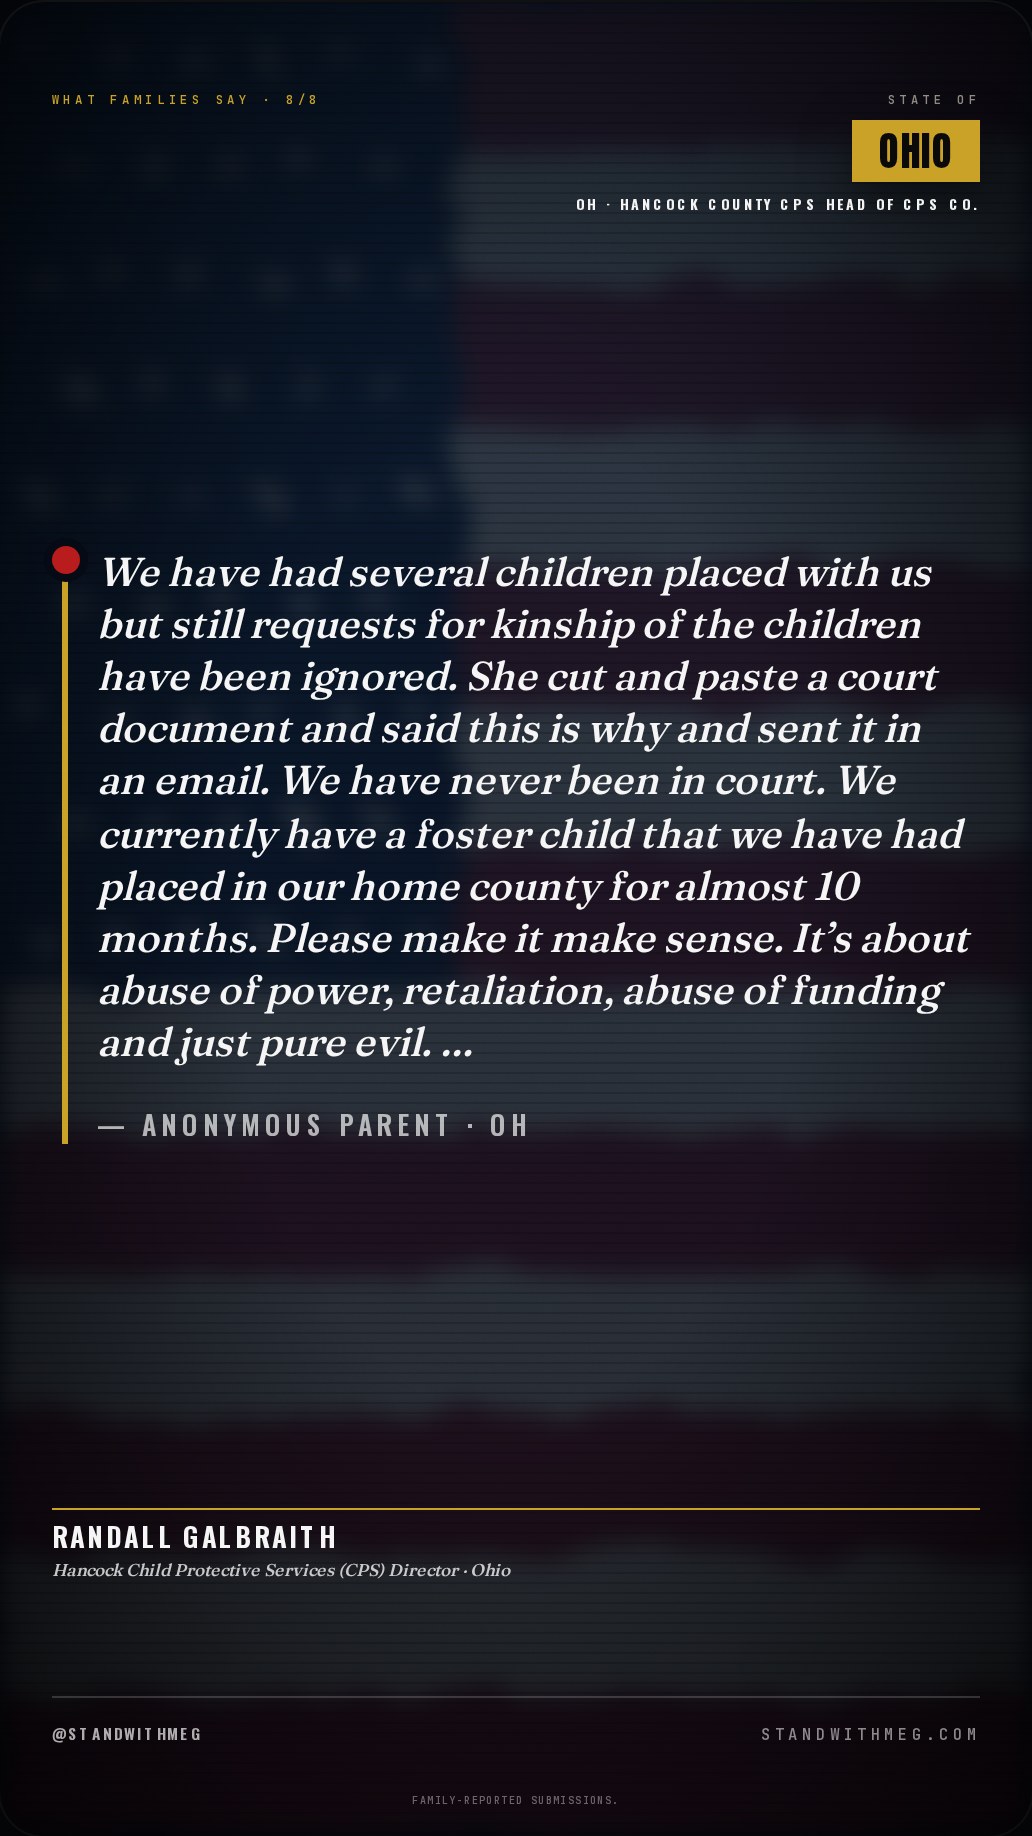 WHAT FAMILIES SAY · 8/8
STATE OF
OHIO
OH · HANCOCK COUNTY CPS HEAD OF CPS CO.
We have had several children placed with us
but still requests for kinship of the children
have been ignored. She cut and paste a court
document and said this is why and sent it in
an email. We have never been in court. We
currently have a foster child that we have had
placed in our home county for almost 10
months. Please make it make sense. It’s about
abuse of power, retaliation, abuse of funding
and just pure evil. ...
— ANONYMOUS PARENT · OH
RANDALL GALBRAITH
Hancock Child Protective Services (CPS) Director · Ohio
@STANDWITHMEG
STANDWITHMEG.COM
FAMILY-REPORTED SUBMISSIONS.